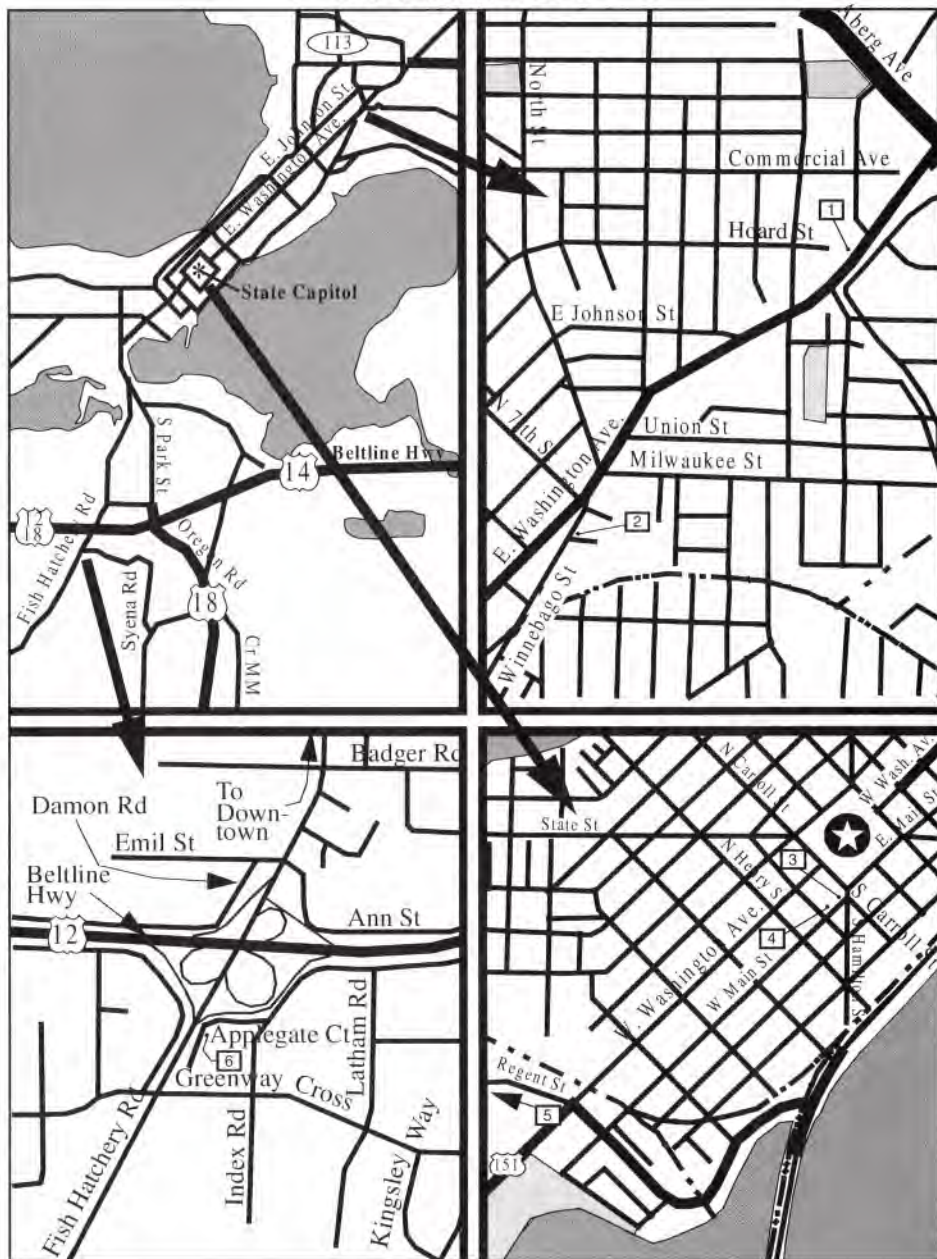 113
E. Johnson St.
E. Washington Ave.
*
State Capitol
S Park St
Beltline Hwy
14
12
18
Fish Hatchery Rd
Oregon Rd
Syena Rd
18
Cr MM
Aberg Ave
North St
Commercial Ave
1
Hoard St
E Johnson St
N 7th S
E. Washington Ave.
Union St
Milwaukee St
2
Winnebago St
Badger Rd
To
Down-
town
Damon Rd
Emil St
Beltline
Hwy
12
Ann St
Applegate Ct
6
Greenway
Cross
Latham Rd
Fish Hatchery Rd
Index Rd
Kingsley Way
N Carroll St
W Wash. Av.
State St
E. Main St
N Henry S
3
S Carroll
4
W. Washington Ave.
W Main St
S Hamilton St
Regent St
5
151